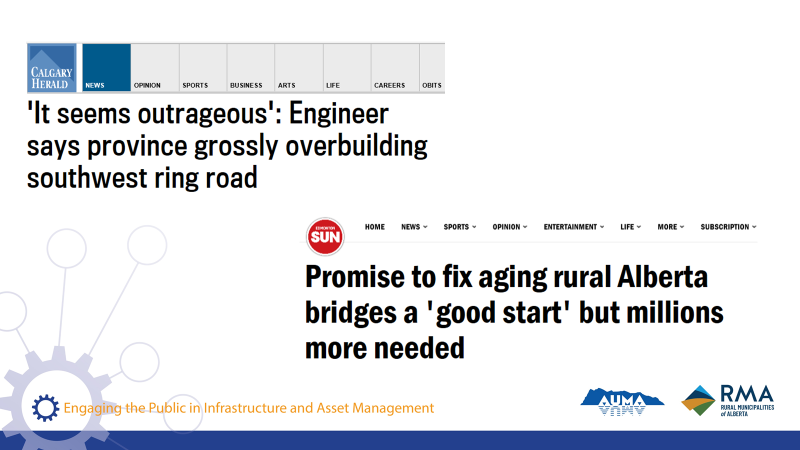 CALGARY
HERALD
NEWS OPINION SPORTS BUSINESS ARTS LIFE CAREERS OBITS
'It seems outrageous': Engineer
says province grossly overbuilding
southwest ring road
EDMONTON
SUN
HOME NEWS SPORTS OPINION ENTERTAINMENT LIFE MORE SUBSCRIPTION
Promise to fix aging rural Alberta
bridges a 'good start' but millions
more needed
Engaging the Public in Infrastructure and Asset Management
AUMA
RMA
RURAL MUNICIPALITIES
of ALBERTA